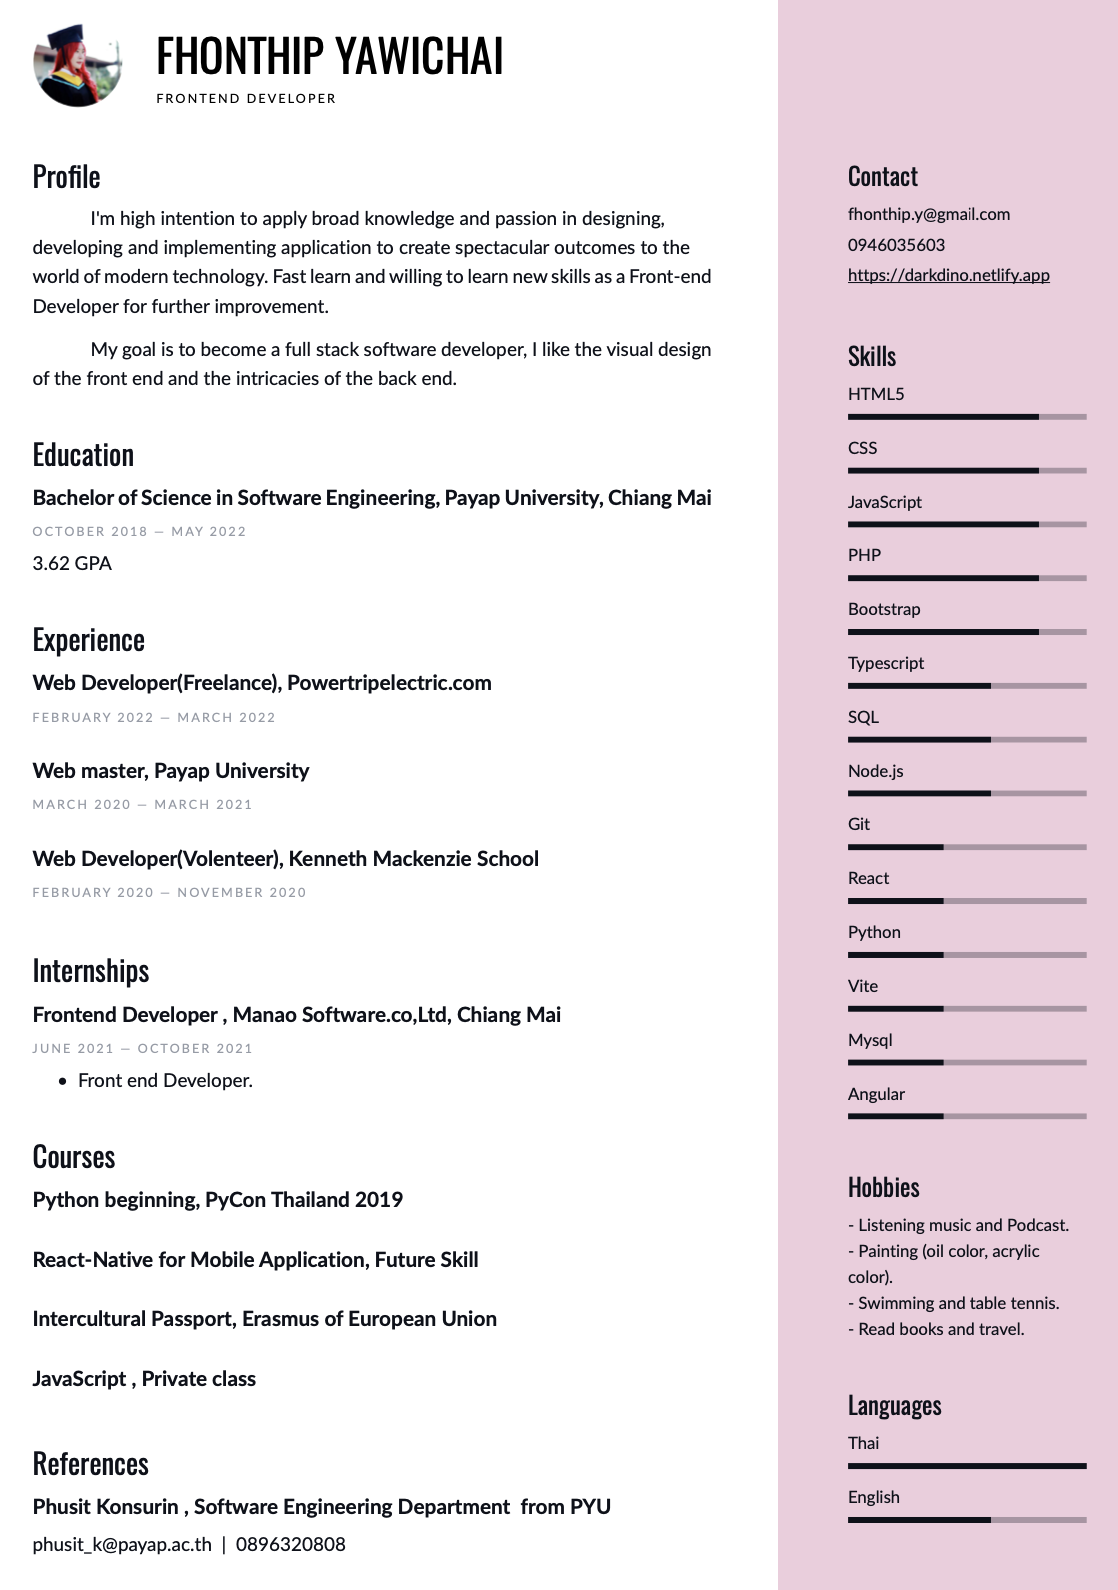 FHONTHIP YAWICHAI
FRONTEND DEVELOPER
Profile
I'm high intention to apply broad knowledge and passion in designing,
developing and implementing application to create spectacular outcomes to the
world of modern technology. Fast learn and willing to learn new skills as a Front-end
Developer for further improvement.
My goal is to become a full stack software developer, I like the visual design
of the front end and the intricacies of the back end.
Education
Bachelor of Science in Software Engineering, Payap University, Chiang Mai
OCTOBER 2018 — MAY 2022
3.62 GPA
Experience
Web Developer(Freelance), Powertripelectric.com
FEBRUARY 2022 — MARCH 2022
Web master, Payap University
MARCH 2020 — MARCH 2021
Web Developer(Volenteer), Kenneth Mackenzie School
FEBRUARY 2020 — NOVEMBER 2020
Internships
Frontend Developer , Manao Software.co,Ltd, Chiang Mai
JUNE 2021 — OCTOBER 2021
• Front end Developer.
Courses
Python beginning, PyCon Thailand 2019
React-Native for Mobile Application, Future Skill
Intercultural Passport, Erasmus of European Union
JavaScript , Private class
References
Phusit Konsurin , Software Engineering Department  from PYU
phusit_k@payap.ac.th | 0896320808
Contact
fhonthip.y@gmail.com
0946035603
https://darkdino.netlify.app
Skills
HTML5
CSS
JavaScript
PHP
Bootstrap
Typescript
SQL
Node.js
Git
React
Python
Vite
Mysql
Angular
Hobbies
- Listening music and Podcast.
- Painting (oil color, acrylic
color).
- Swimming and table tennis.
- Read books and travel.
Languages
Thai
English